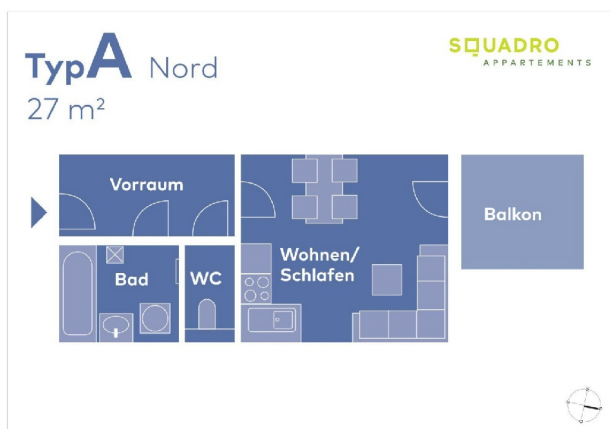 TypA Nord
27 m²
SQUADRO
APPARTEMENTS
Vorraum
Balkon
Wohnen/
Schlafen
Bad
WC